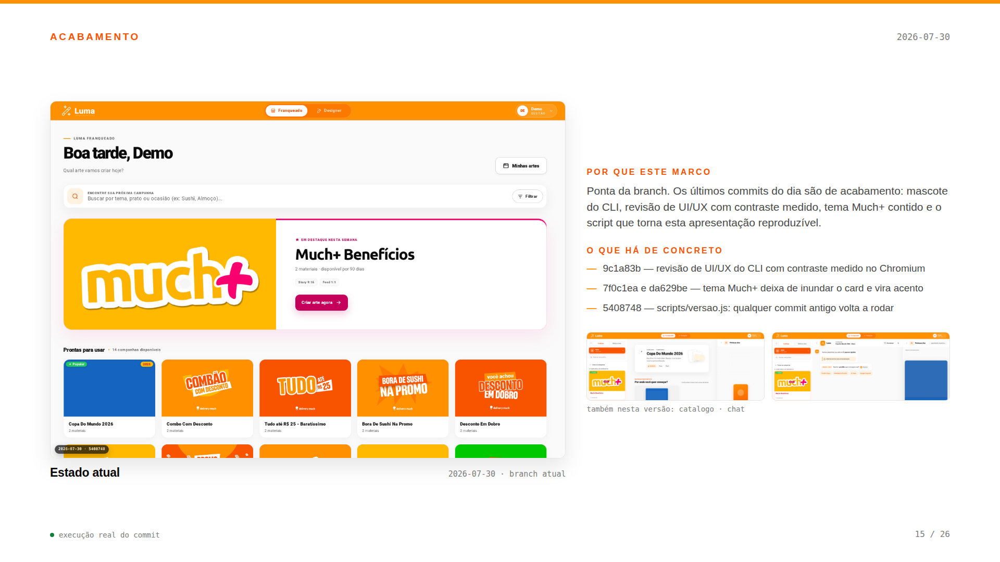 ACABAMENTO
2026-07-30
Luma
Franqueado
Designer
DE
Demo
GESTÃO
LUMA FRANQUEADO
Boa tarde, Demo
Qual arte vamos criar hoje?
Minhas artes
ENCONTRE SUA PRÓXIMA CAMPANHA
Buscar por tema, prato ou ocasião (ex: Sushi, Almoço)...
Filtrar
much+
★ EM DESTAQUE NESTA SEMANA
Much+ Benefícios
2 materiais · disponível por 90 dias
Story 9:16
Feed 1:1
Criar arte agora →
Prontas para usar · 14 campanhas disponíveis
Popular
2026
Copa Do Mundo 2026
2 materiais
COMBÃO
COM DESCONTO
delivery much
Combo Com Desconto
2 materiais
TUDO ATÉ
R$ 25
delivery much
Tudo até R$ 25 - Baratíssimo
2 materiais
BORA DE SUSHI
NA PROMO
delivery much
Bora De Sushi Na Promo
2 materiais
você achou
DESCONTO
EM DOBRO
delivery much
Desconto Em Dobro
2 materiais
2026-07-30 · 5408748
Estado atual
2026-07-30 · branch atual
POR QUE ESTE MARCO
Ponta da branch. Os últimos commits do dia são de acabamento: mascote
do CLI, revisão de UI/UX com contraste medido, tema Much+ contido e o
script que torna esta apresentação reproduzível.
O QUE HÁ DE CONCRETO
— 9c1a83b — revisão de UI/UX do CLI com contraste medido no Chromium
— 7f0c1ea e da629be — tema Much+ deixa de inundar o card e vira acento
— 5408748 — scripts/versao.js: qualquer commit antigo volta a rodar
Luma
Copa Do Mundo 2026
Por onde você quer começar?
much+
Luma
much+
também nesta versão: catalogo · chat
execução real do commit
15 / 26